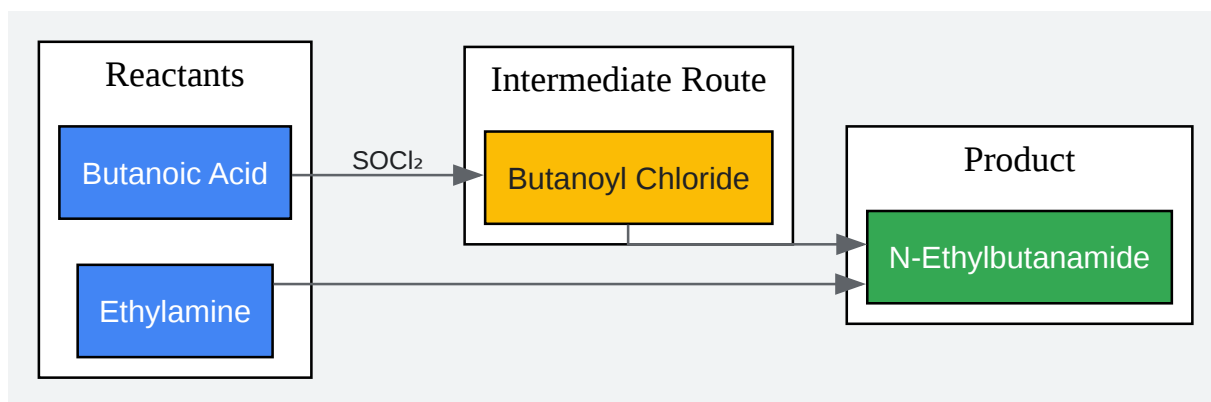 Reactants
Butanoic Acid
Ethylamine
SOCl₂
Intermediate Route
Butanoyl Chloride
Product
N-Ethylbutanamide